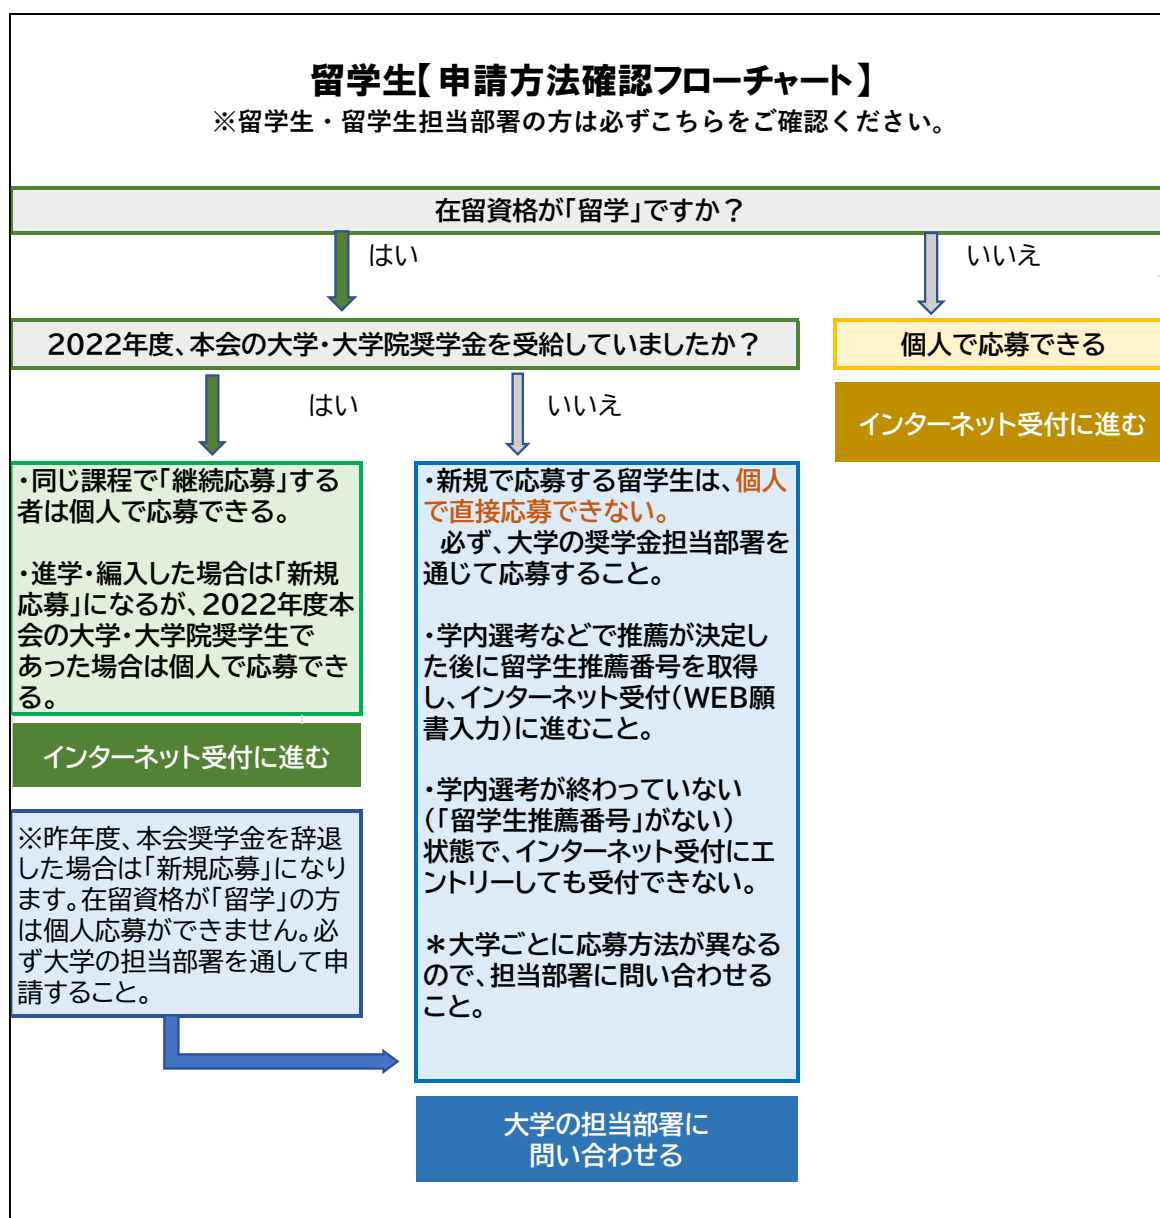 留学生【申請方法確認フローチャート】
※留学生・留学生担当部署の方は必ずこちらをご確認ください。
在留資格が「留学」ですか？
はい
いいえ
2022年度、本会の大学・大学院奨学金を受給していましたか？
個人で応募できる
インターネット受付に進む
はい
いいえ
・同じ課程で「継続応募」する
者は個人で応募できる。
・進学・編入した場合は「新規
応募」になるが、2022年度本
会の大学・大学院奨学生で
あった場合は個人で応募でき
る。
インターネット受付に進む
※昨年度、本会奨学金を辞退
した場合は「新規応募」になり
ます。在留資格が「留学」の方
は個人応募ができません。必
ず大学の担当部署を通して申
請すること。
・新規で応募する留学生は、個人
で直接応募できない。
必ず、大学の奨学金担当部署を
通じて応募すること。
・学内選考などで推薦が決定し
た後に留学生推薦番号を取得
し、インターネット受付（WEB願
書入力）に進むこと。
・学内選考が終わっていない
（「留学生推薦番号」がない）
状態で、インターネット受付にエ
ントリーしても受付できない。
＊大学ごとに応募方法が異なる
ので、担当部署に問い合わせる
こと。
大学の担当部署に
問い合わせる